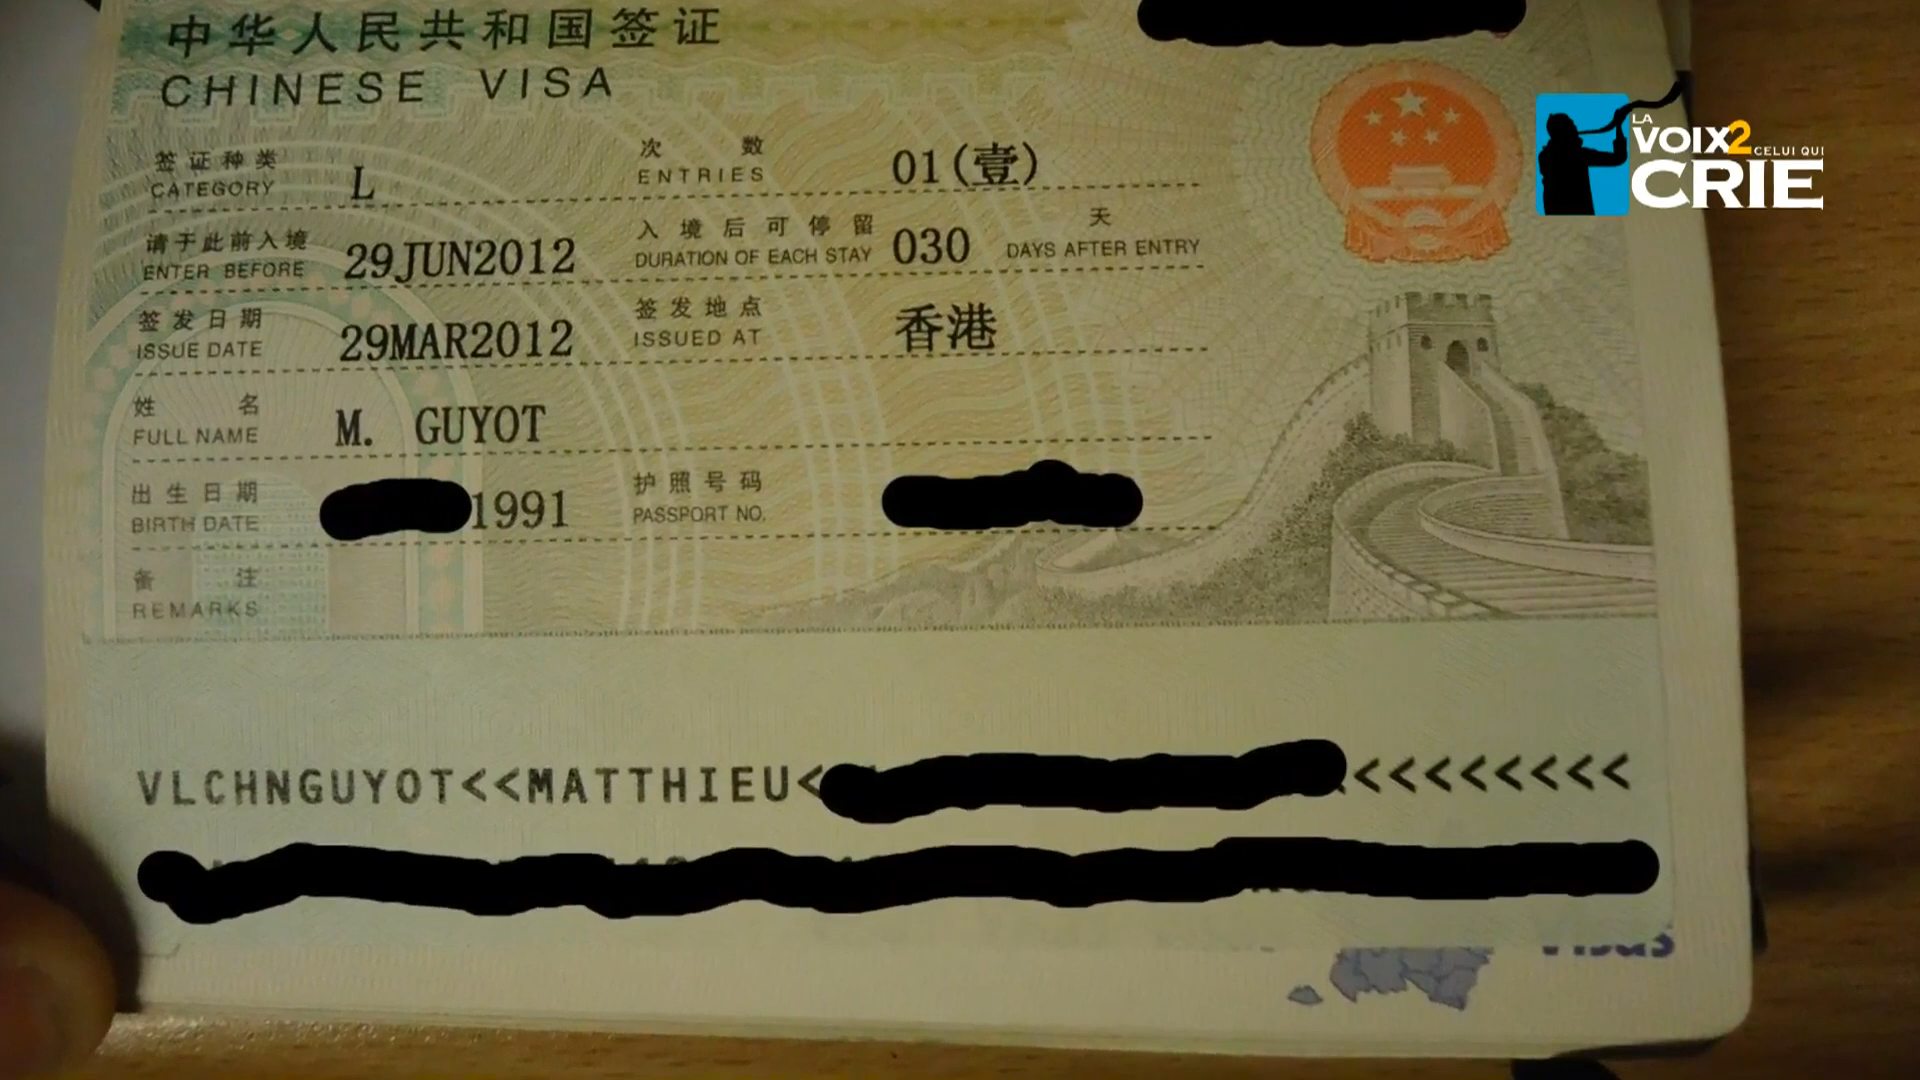 中华人民共和国签证
CHINESE VISA
签证种类
CATEGORY
L
次数
ENTRIES
01(壹)
请于此前入境
ENTER BEFORE
29JUN2012
入境后可停留
DURATION OF EACH STAY
030
天
DAYS AFTER ENTRY
签发日期
ISSUE DATE
29MAR2012
签发地点
ISSUED AT
香港
姓名
FULL NAME
M. GUYOT
出生日期
BIRTH DATE
1991
护照号码
PASSPORT NO.
备注
REMARKS
VLCHNGUYOT<<MATTHIEU<
<<<<<<<<
Visas
LA
VOIX2 CELUI QUI
CRIE